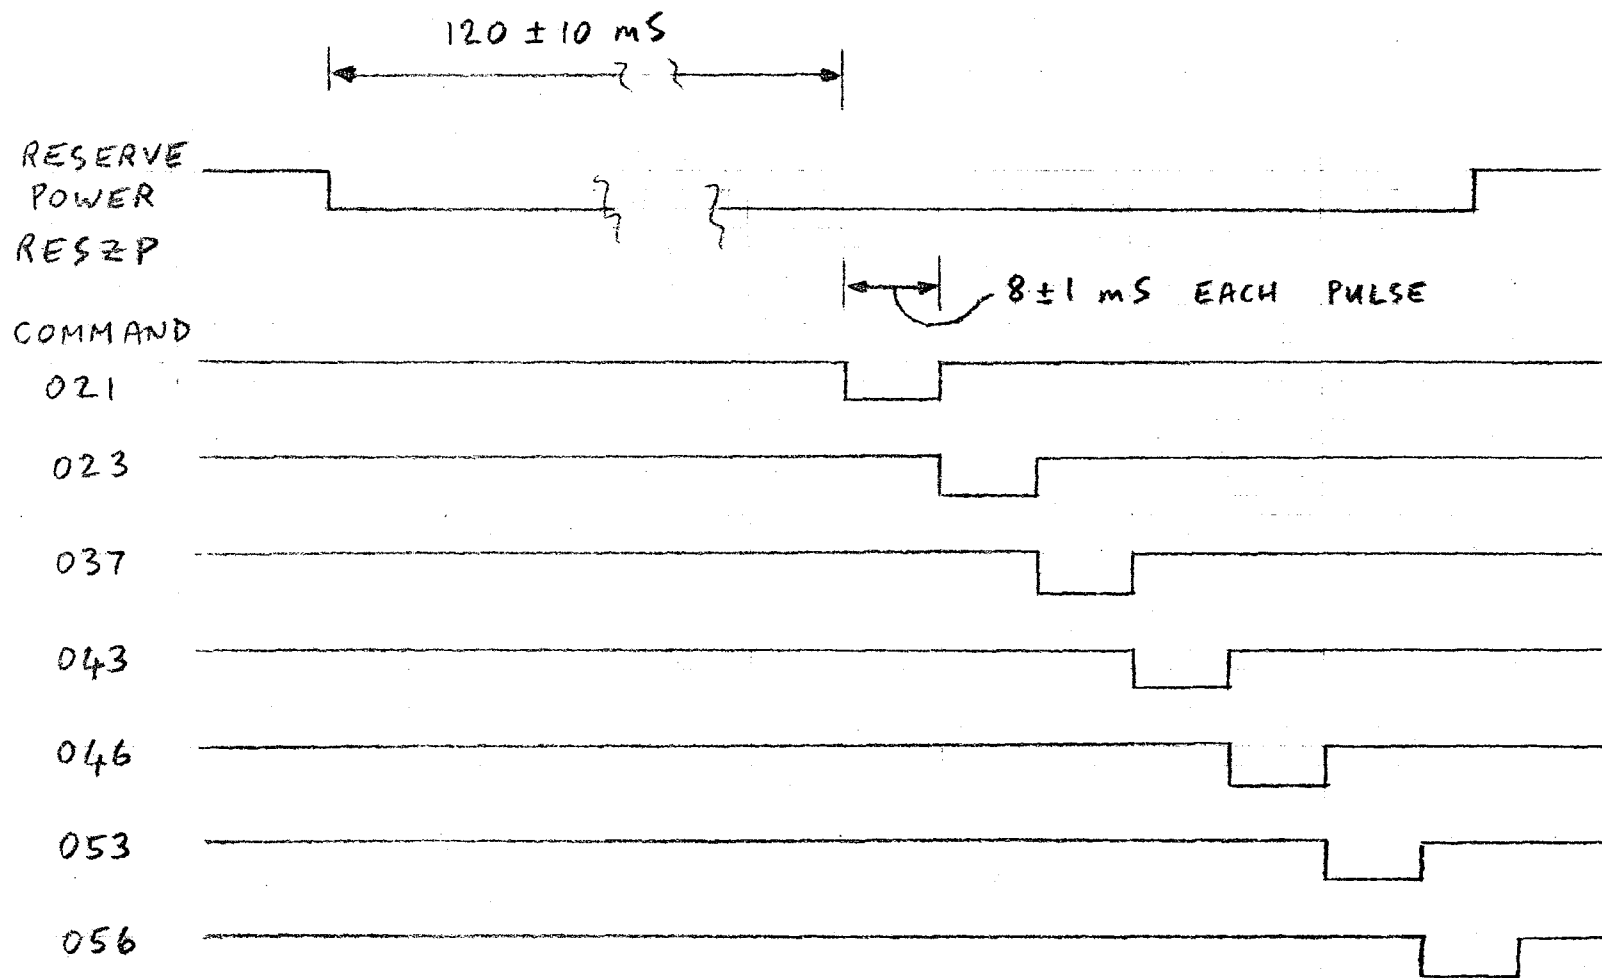 120 ± 10 mS
RESERVE
POWER
RESZP
8 ± 1 mS EACH PULSE
COMMAND
021
023
037
043
046
053
056